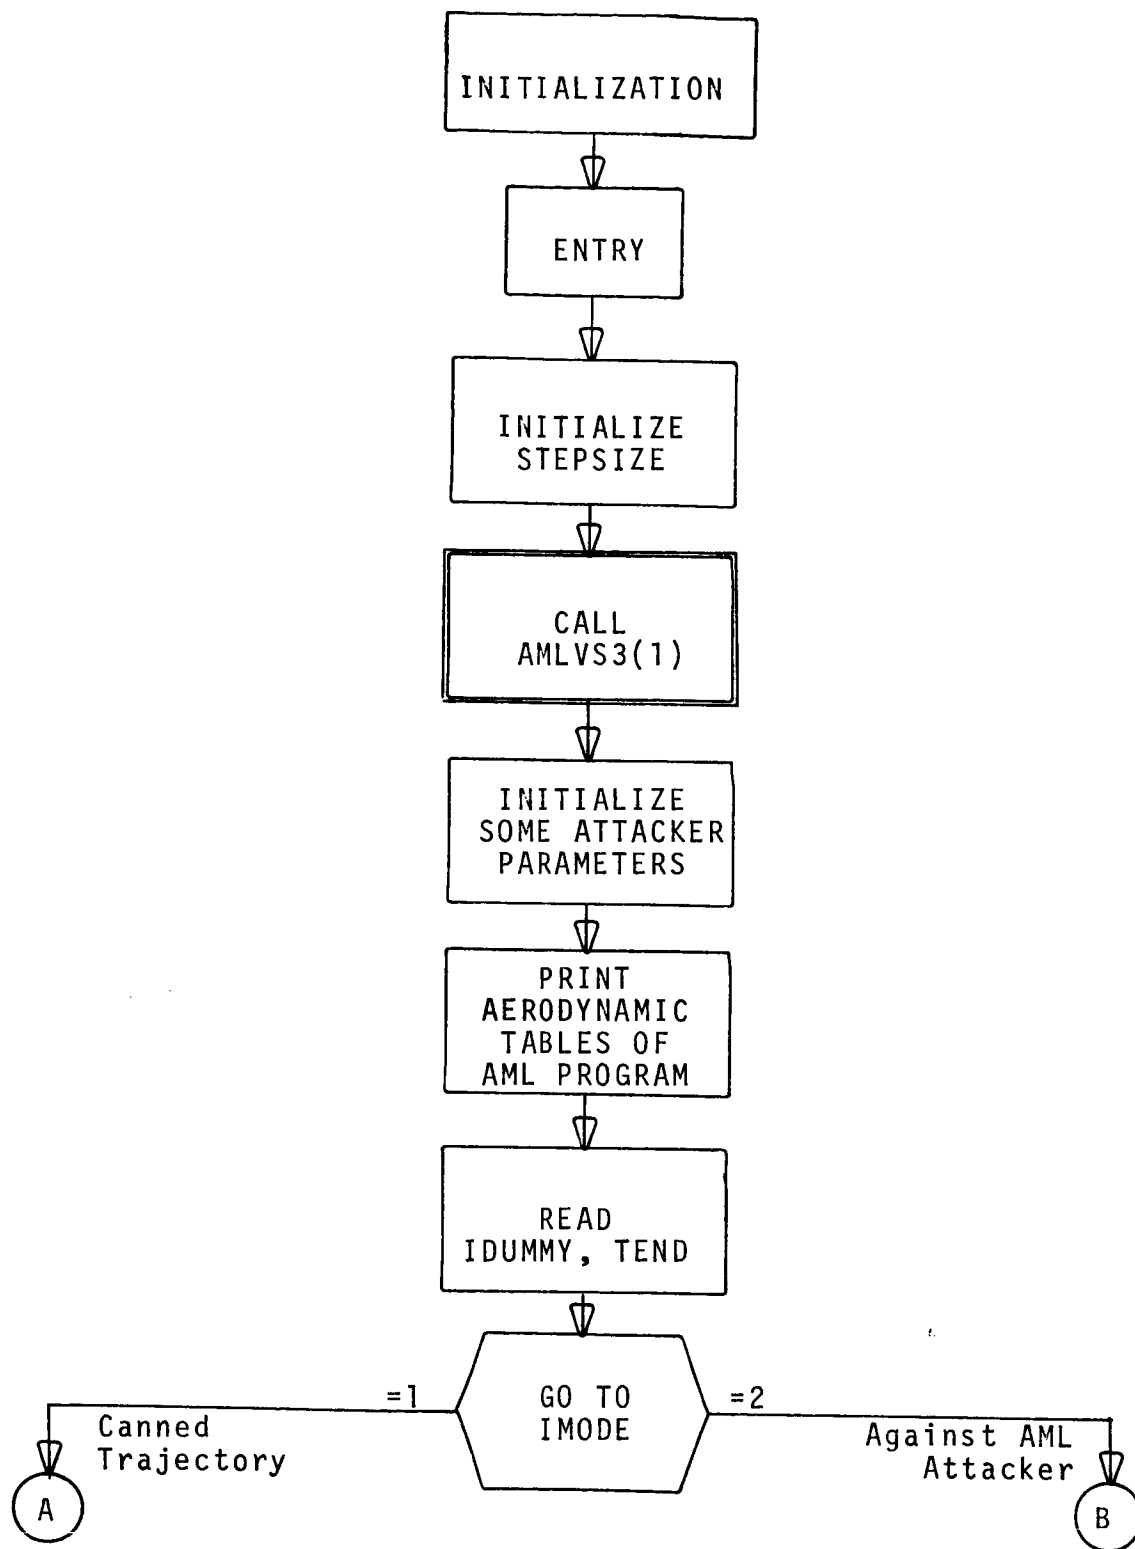 INITIALIZATION
ENTRY
INITIALIZE
STEPSIZE
CALL
AMLVS3(1)
INITIALIZE
SOME ATTACKER
PARAMETERS
PRINT
AERODYNAMIC
TABLES OF
AML PROGRAM
READ
IDUMMY, TEND
GO TO
IMODE
=1
=2
Canned
Trajectory
Against AML
Attacker
A
B